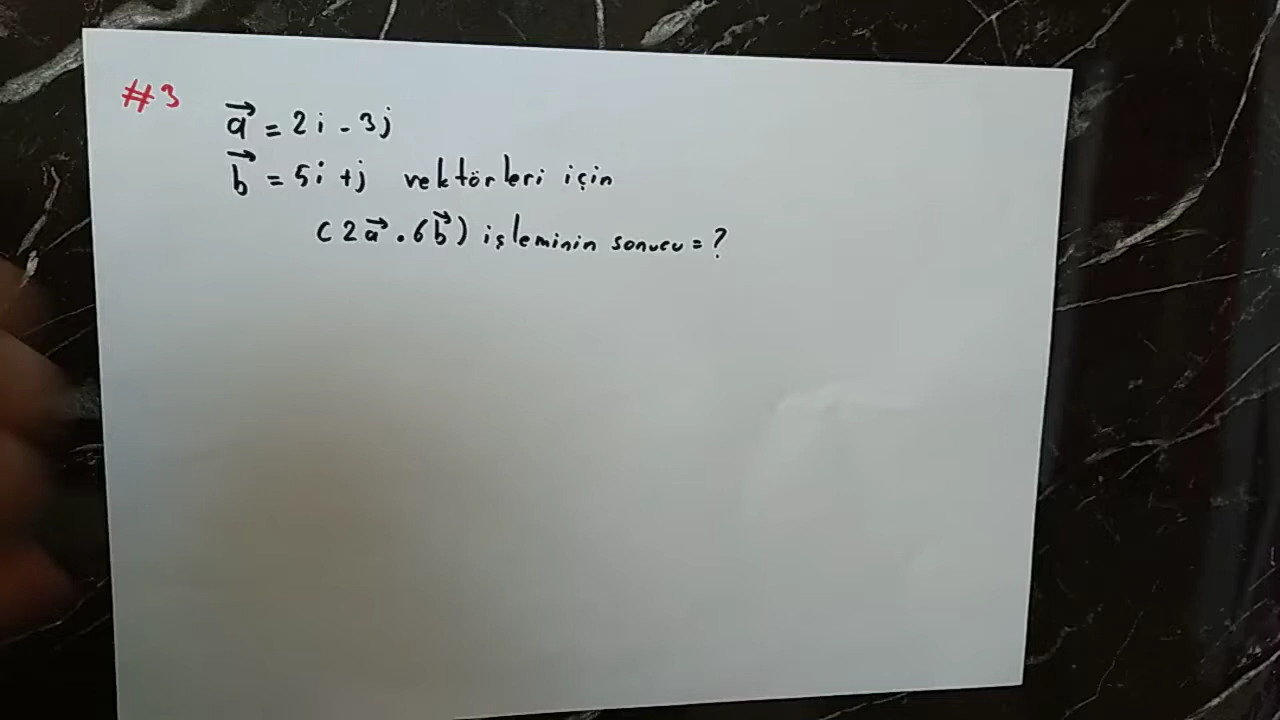 #3
a⃗ = 2i - 3j
b⃗ = 5i + j vektörleri için
(2a⃗ . 6b⃗) işleminin sonucu = ?